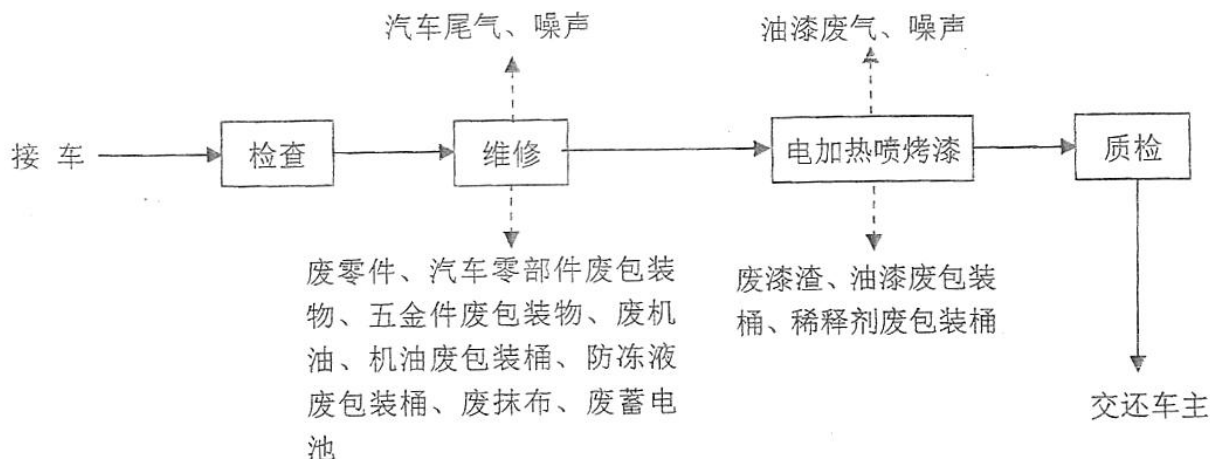 汽车尾气、噪声
油漆废气、噪声
接车
检查
维修
电加热喷烤漆
质检
废零件、汽车零部件废包装
物、五金件废包装物、废机
油、机油废包装桶、防冻液
废包装桶、废抹布、废蓄电
池
废漆渣、油漆废包装
桶、稀释剂废包装桶
交还车主